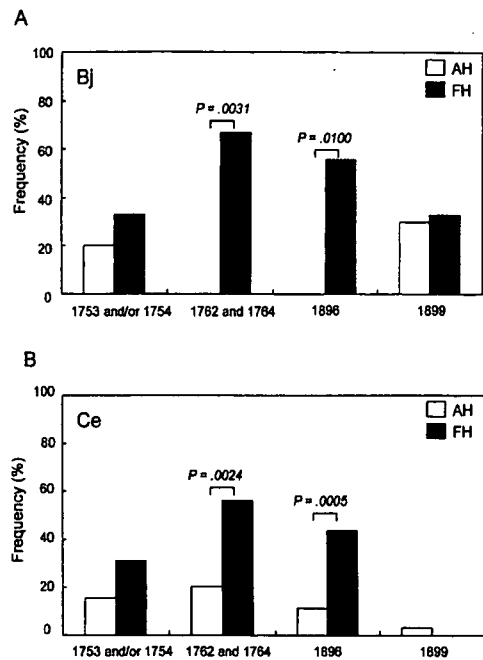 A
100
80
60
40
20
0
Frequency (%)
Bj
AH
FH
P = .0031
P = .0100
1753 and/or 1754
1762 and 1764
1896
1899
B
100
80
60
40
20
0
Frequency (%)
Ce
AH
FH
P = .0024
P = .0005
1753 and/or 1754
1762 and 1764
1896
1899